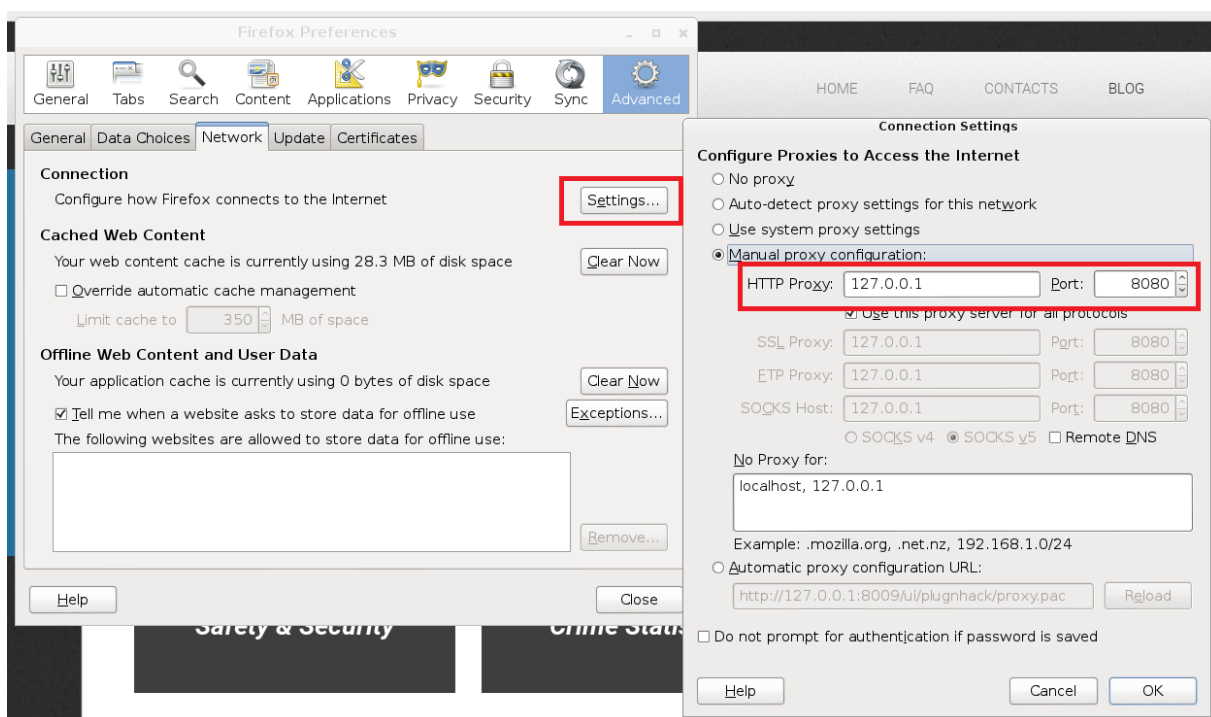 Firefox Preferences
General Tabs Search Content Applications Privacy Security Sync Advanced
General Data Choices Network Update Certificates
Connection
Configure how Firefox connects to the Internet Settings...
Cached Web Content
Your web content cache is currently using 28.3 MB of disk space Clear Now
Override automatic cache management
Limit cache to 350 MB of space
Offline Web Content and User Data
Your application cache is currently using 0 bytes of disk space Clear Now
Tell me when a website asks to store data for offline use Exceptions...
The following websites are allowed to store data for offline use:
Remove...
Help Close
Safety & Security
HOME FAQ CONTACTS BLOG
Connection Settings
Configure Proxies to Access the Internet
No proxy
Auto-detect proxy settings for this network
Use system proxy settings
Manual proxy configuration:
HTTP Proxy: 127.0.0.1 Port: 8080
Use this proxy server for all protocols
SSL Proxy: 127.0.0.1 Port: 8080
FTP Proxy: 127.0.0.1 Port: 8080
SOCKS Host: 127.0.0.1 Port: 8080
SOCKS v4 SOCKS v5 Remote DNS
No Proxy for:
localhost, 127.0.0.1
Example: .mozilla.org, .net.nz, 192.168.1.0/24
Automatic proxy configuration URL:
http://127.0.0.1:8009/ui/plugnhack/proxy.pac Reload
Do not prompt for authentication if password is saved
Help Cancel OK